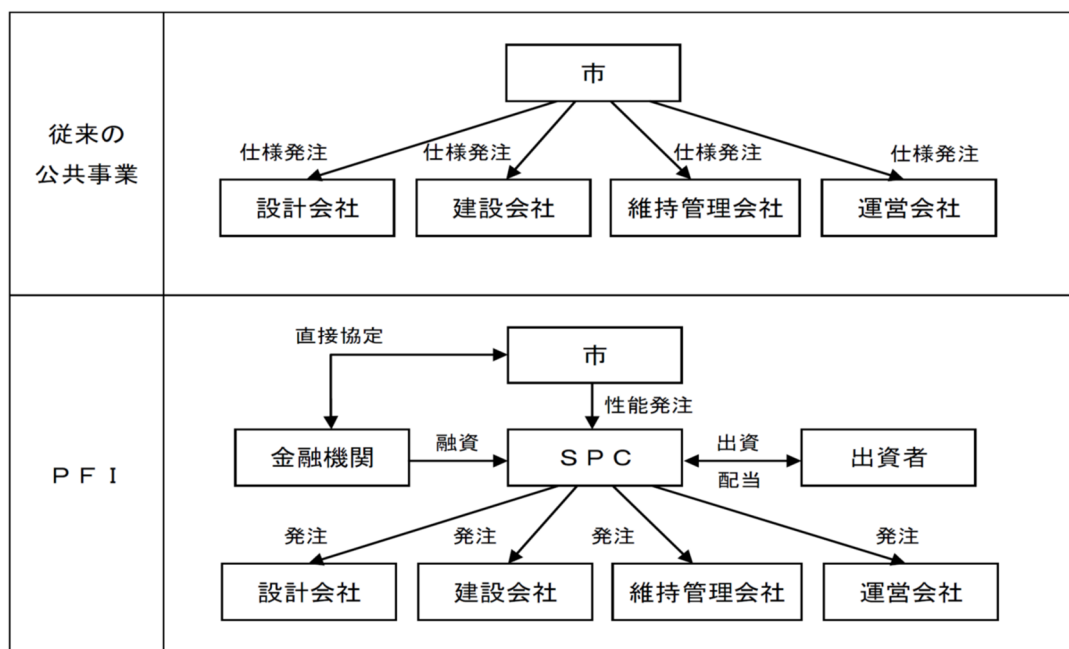 従来の
公共事業
市
仕様発注
仕様発注
仕様発注
仕様発注
設計会社
建設会社
維持管理会社
運営会社
ＰＦＩ
直接協定
市
性能発注
金融機関
融資
ＳＰＣ
出資
配当
出資者
発注
発注
発注
発注
設計会社
建設会社
維持管理会社
運営会社